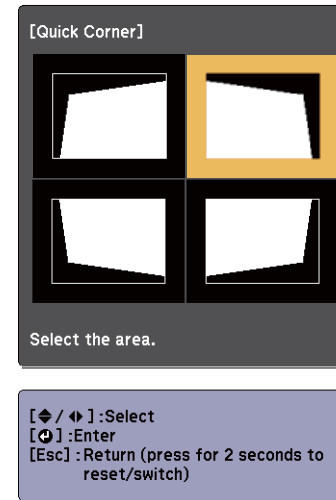 [Quick Corner]
Select the area.
[ / ] :Select
[ ] :Enter
[Esc] : Return (press for 2 seconds to
reset/switch)